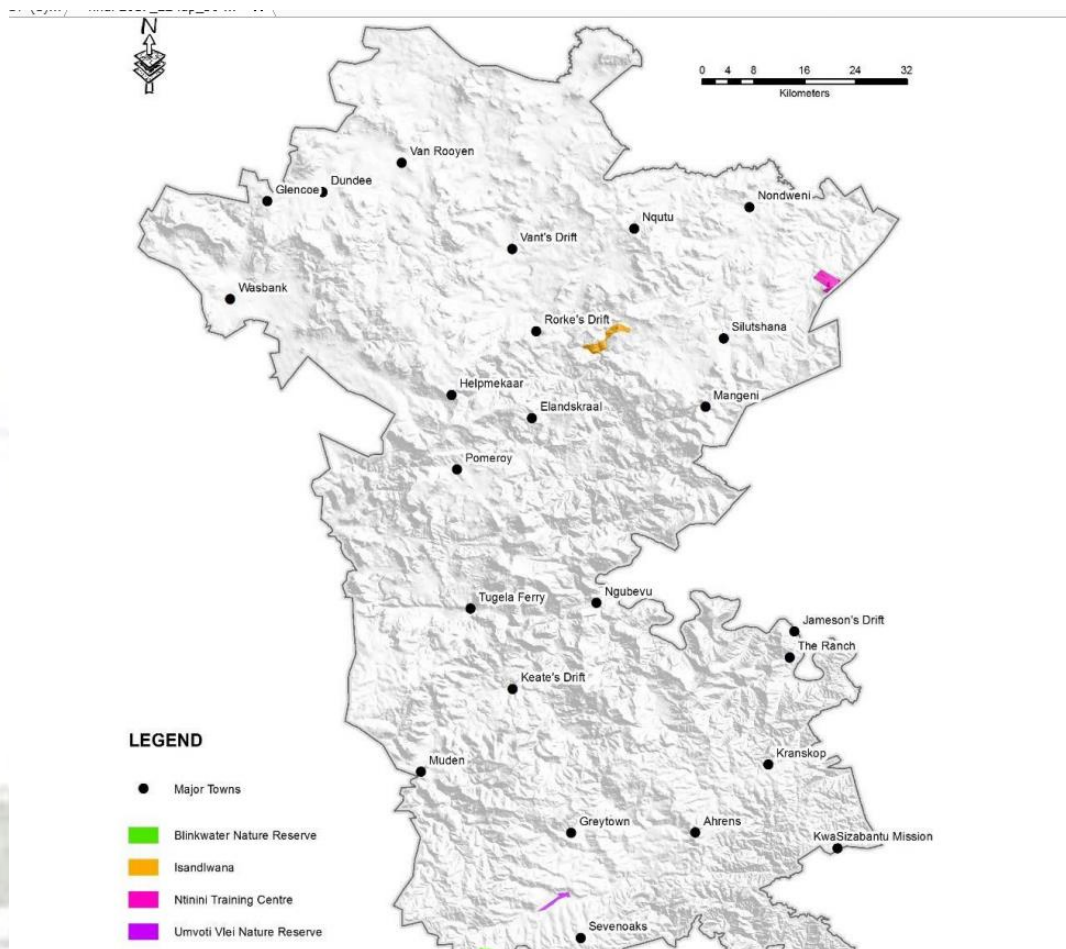 N
0 4 8 16 24 32
Kilometers
Van Rooyen
Dundee
Glencoe
Nondweni
Nqutu
Vant's Drift
Wasbank
Rorke's Drift
Silutshana
Helpmekaar
Mangeni
Elandskraal
Pomeroy
Tugela Ferry
Ngubevu
Jameson's Drift
The Ranch
Keate's Drift
LEGEND
Kranskop
Muden
Major Towns
Greytown
Ahrens
Blinkwater Nature Reserve
KwaSizabantu Mission
Isandlwana
Ntinini Training Centre
Umvoti Vlei Nature Reserve
Sevenoaks